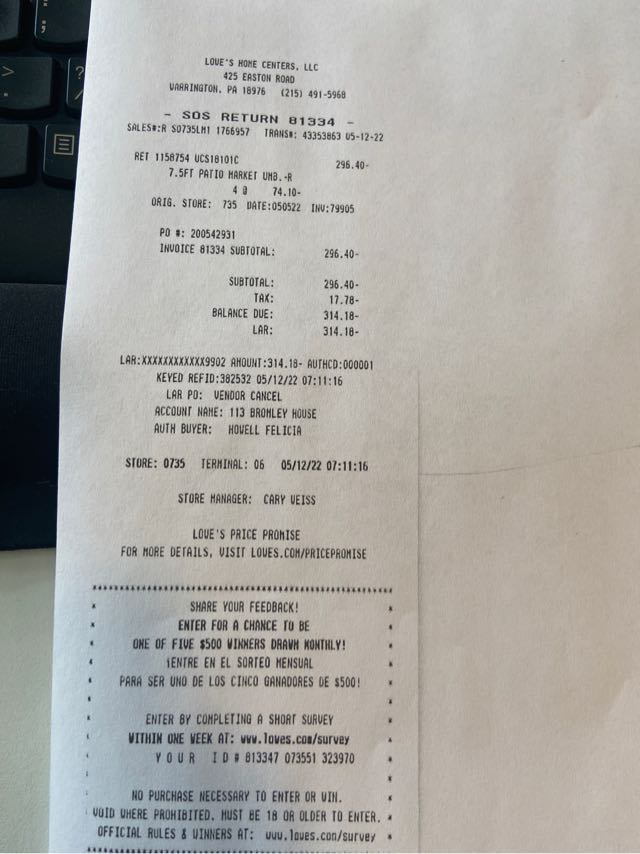 LOWE'S HOME CENTERS, LLC
425 EASTON ROAD
WARRINGTON, PA 18976 (215) 491-5968
- SOS RETURN 81334 -
SALES#:R S0735LM1 1766957 TRANS#: 43353863 05-12-22
RET 1158754 UCS18101C 296.40-
7.5FT PATIO MARKET UMB.-R
4 @ 74.10-
ORIG. STORE: 735 DATE:050522 INV:79905
PO #: 200542931
INVOICE 81334 SUBTOTAL: 296.40-
SUBTOTAL: 296.40-
TAX: 17.78-
BALANCE DUE: 314.18-
LAR: 314.18-
LAR:XXXXXXXXXXXX9902 AMOUNT:314.18- AUTHCD:000001
KEYED REFID:382532 05/12/22 07:11:16
LAR PO: VENDOR CANCEL
ACCOUNT NAME: 113 BROMLEY HOUSE
AUTH BUYER: HOWELL FELICIA
STORE: 0735 TERMINAL: 06 05/12/22 07:11:16
STORE MANAGER: CARY WEISS
LOWE'S PRICE PROMISE
FOR MORE DETAILS, VISIT LOWES.COM/PRICEPROMISE
SHARE YOUR FEEDBACK!
ENTER FOR A CHANCE TO BE
ONE OF FIVE $500 WINNERS DRAWN MONTHLY!
¡ENTRE EN EL SORTEO MENSUAL
PARA SER UNO DE LOS CINCO GANADORES DE $500!
ENTER BY COMPLETING A SHORT SURVEY
WITHIN ONE WEEK AT: www.lowes.com/survey
Y O U R I D # 813347 073551 323970
NO PURCHASE NECESSARY TO ENTER OR WIN.
VOID WHERE PROHIBITED. MUST BE 18 OR OLDER TO ENTER.
OFFICIAL RULES & WINNERS AT: www.lowes.com/survey